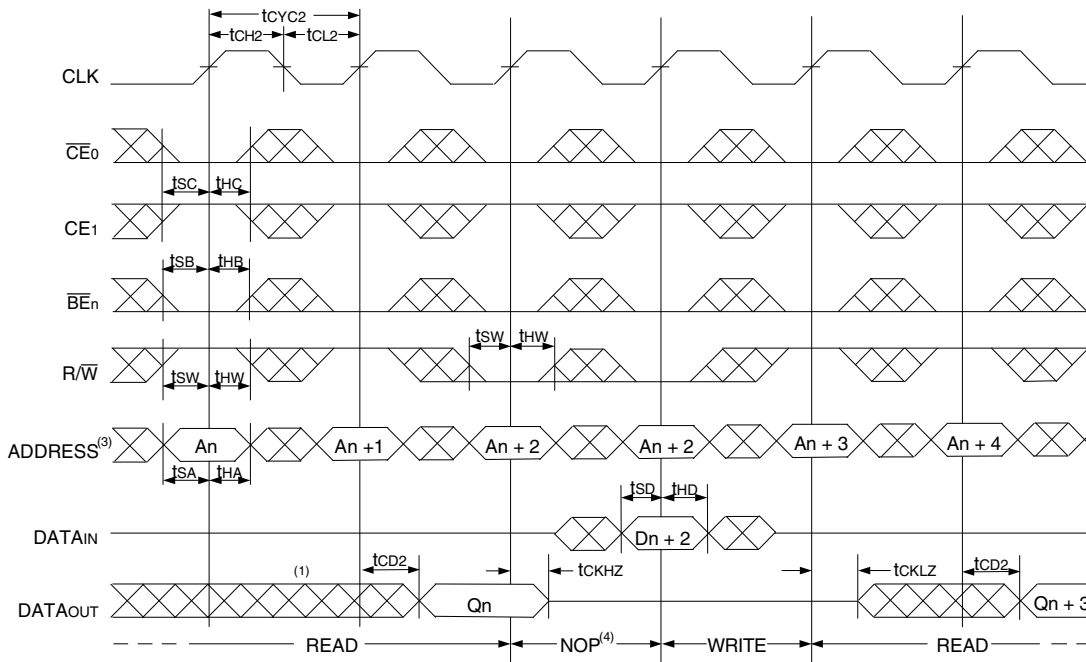 tCYC2
tCH2 tCL2
CLK
CE0
tSC tHC
CE1
tSB tHB
BEn
tSW tHW
R/W
tSW tHW
ADDRESS(3) An An +1 An + 2 An + 2 An + 3 An + 4
tSA tHA
tSD tHD
DATAIN Dn + 2
(1) tCD2 tCKHZ tCKLZ tCD2
DATAOUT Qn Qn + 3
READ NOP(4) WRITE READ